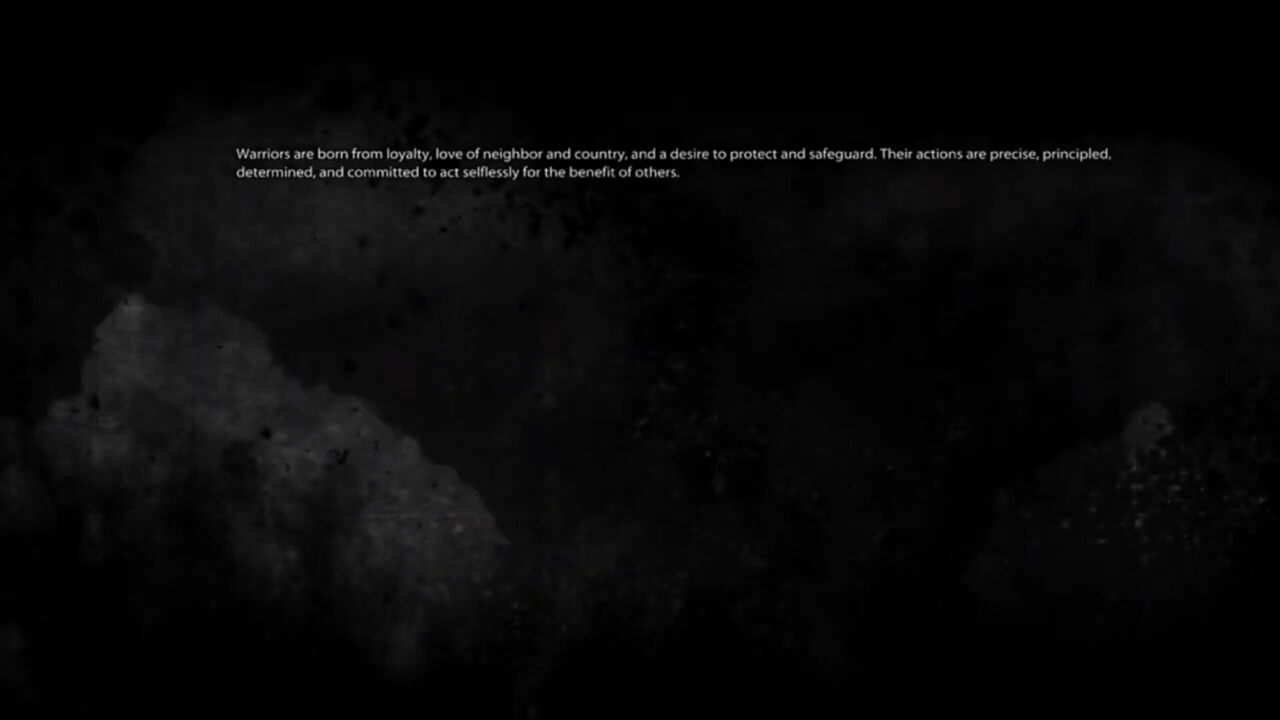 Warriors are born from loyalty, love of neighbor and country, and a desire to protect and safeguard. Their actions are precise, principled,
determined, and committed to act selflessly for the benefit of others.